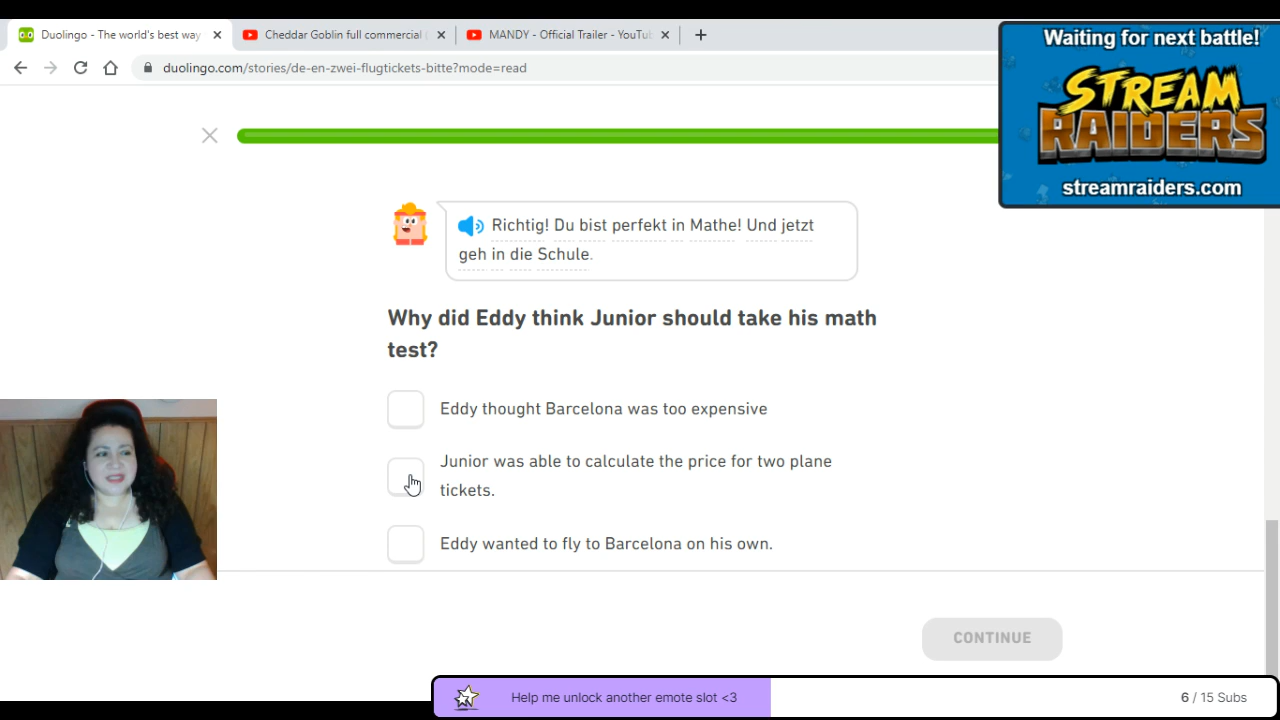 Duolingo - The world's best way
Cheddar Goblin full commercial
MANDY - Official Trailer - YouTub
duolingo.com/stories/de-en-zwei-flugtickets-bitte?mode=read
Waiting for next battle!
STREAM
RAIDERS
streamraiders.com
Richtig! Du bist perfekt in Mathe! Und jetzt
geh in die Schule.
Why did Eddy think Junior should take his math
test?
Eddy thought Barcelona was too expensive
Junior was able to calculate the price for two plane
tickets.
Eddy wanted to fly to Barcelona on his own.
CONTINUE
Help me unlock another emote slot <3
6 / 15 Subs